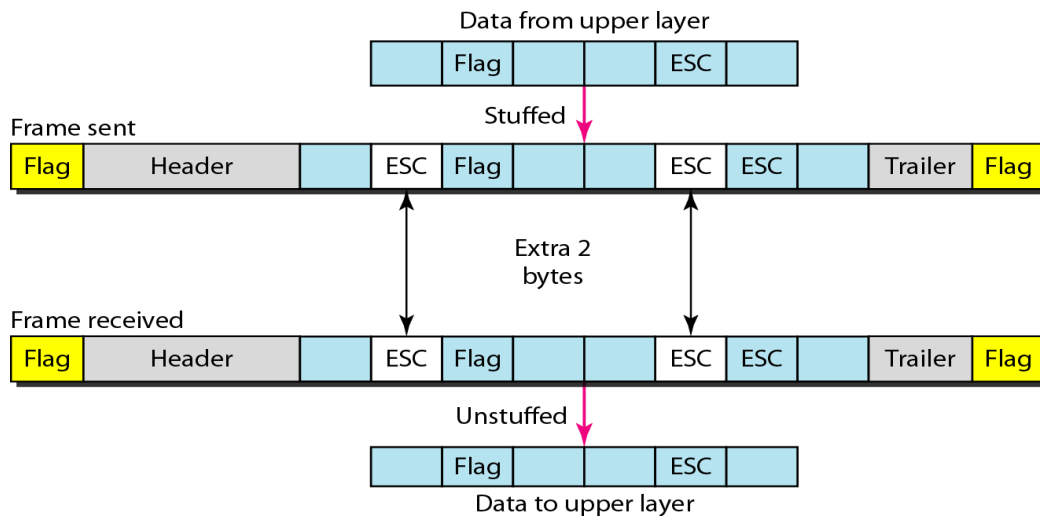 Data from upper layer
Flag ESC
Stuffed
Frame sent
Flag Header ESC Flag ESC ESC Trailer Flag
Extra 2
bytes
Frame received
Flag Header ESC Flag ESC ESC Trailer Flag
Unstuffed
Flag ESC
Data to upper layer